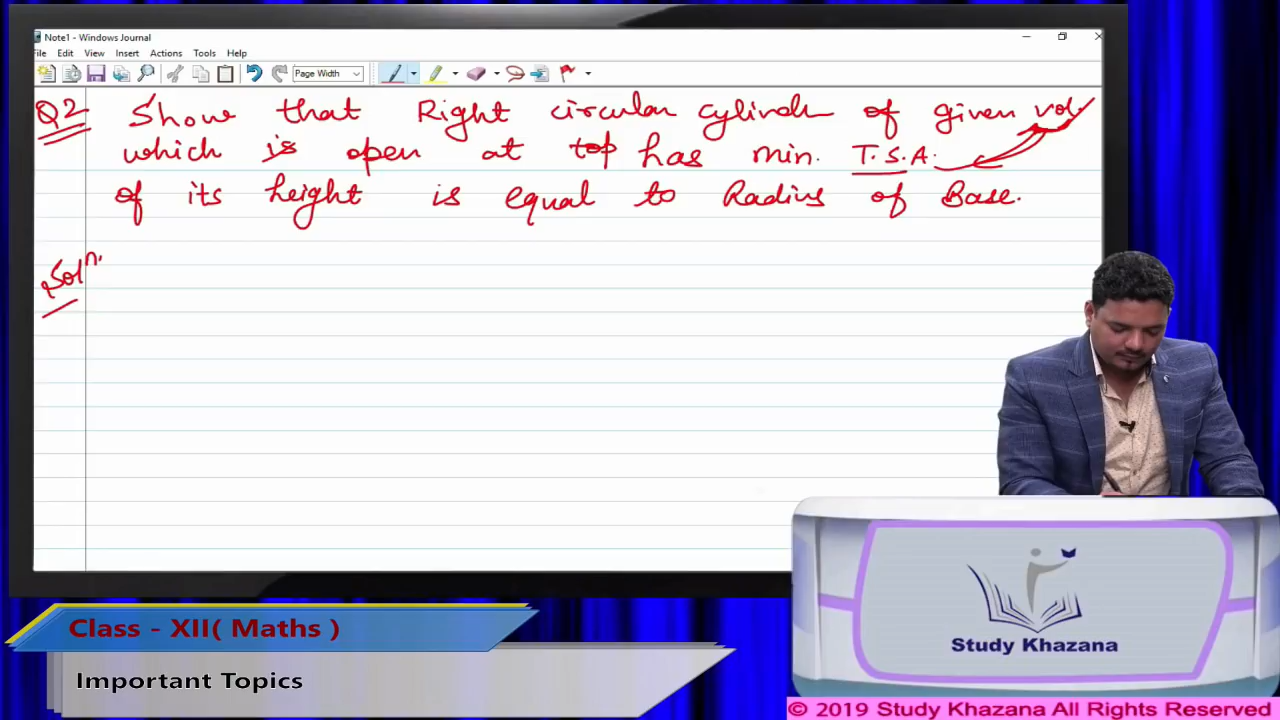 Note1 - Windows Journal
File Edit View Insert Actions Tools Help
Page Width
Q2 Show that Right circular cylinder of given vol
which is open at top has min. T.S.A.
of its height is equal to Radius of Base.
Solⁿ.
Study Khazana
Class - XII( Maths )
Important Topics
© 2019 Study Khazana All Rights Reserved